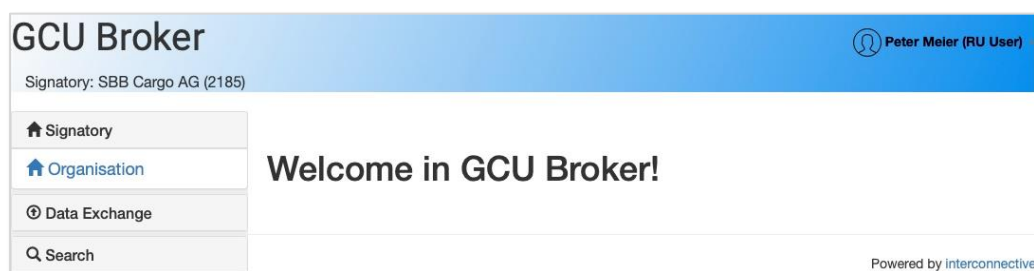 GCU Broker
Peter Meier (RU User)
Signatory: SBB Cargo AG (2185)
Signatory
Organisation
Welcome in GCU Broker!
Data Exchange
Search
Powered by interconnective